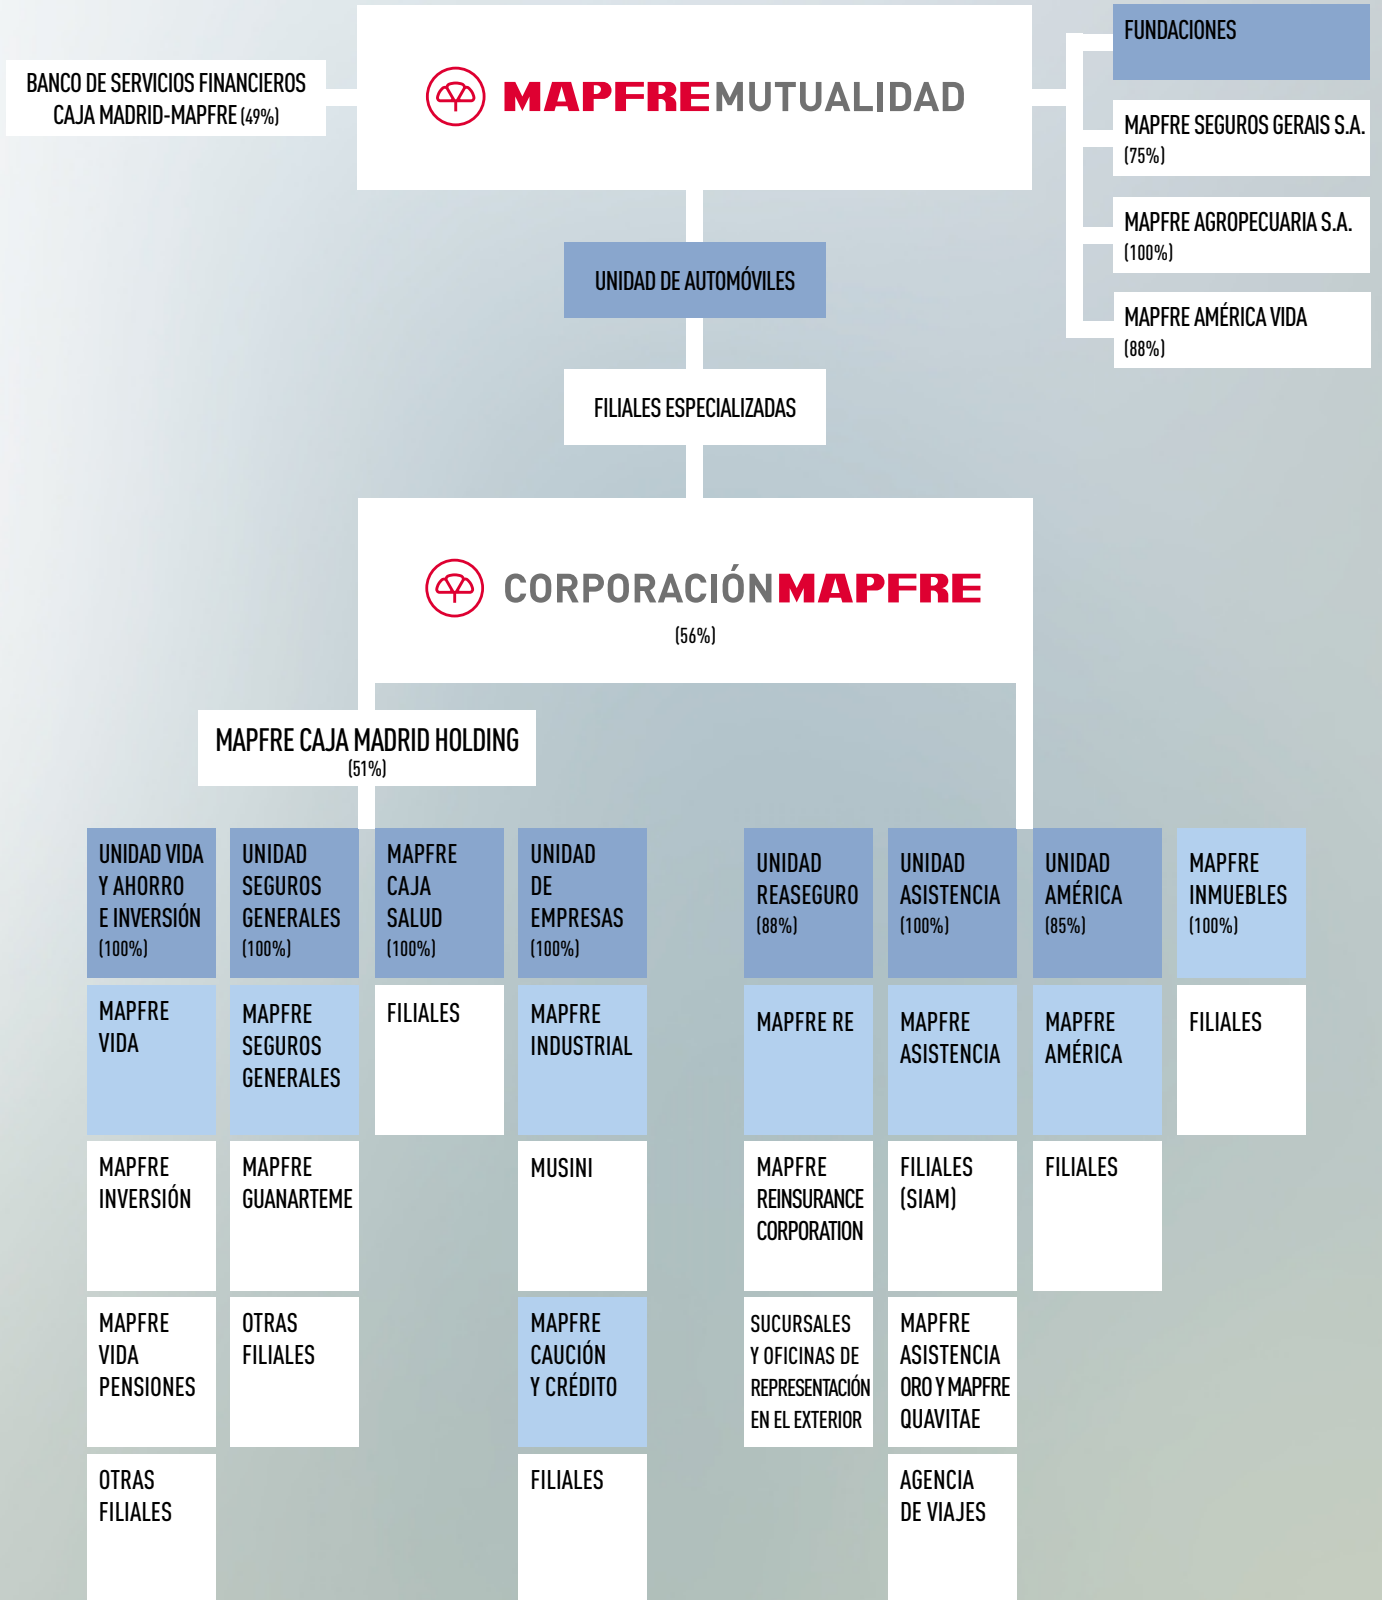 BANCO DE SERVICIOS FINANCIEROS
CAJA MADRID-MAPFRE (49%)
MAPFRE MUTUALIDAD
FUNDACIONES
MAPFRE SEGUROS GERAIS S.A.
(75%)
MAPFRE AGROPECUARIA S.A.
(100%)
MAPFRE AMÉRICA VIDA
(88%)
UNIDAD DE AUTOMÓVILES
FILIALES ESPECIALIZADAS
CORPORACIÓN MAPFRE
(56%)
MAPFRE CAJA MADRID HOLDING
(51%)
UNIDAD VIDA
Y AHORRO
E INVERSIÓN
(100%)
MAPFRE
VIDA
MAPFRE
INVERSIÓN
MAPFRE
VIDA
PENSIONES
OTRAS
FILIALES
UNIDAD
SEGUROS
GENERALES
(100%)
MAPFRE
SEGUROS
GENERALES
MAPFRE
GUANARTEME
OTRAS
FILIALES
MAPFRE
CAJA
SALUD
(100%)
FILIALES
UNIDAD
DE
EMPRESAS
(100%)
MAPFRE
INDUSTRIAL
MUSINI
MAPFRE
CAUCIÓN
Y CRÉDITO
FILIALES
UNIDAD
REASEGURO
(88%)
MAPFRE RE
MAPFRE
REINSURANCE
CORPORATION
SUCURSALES
Y OFICINAS DE
REPRESENTACIÓN
EN EL EXTERIOR
UNIDAD
ASISTENCIA
(100%)
MAPFRE
ASISTENCIA
FILIALES
(SIAM)
MAPFRE
ASISTENCIA
ORO Y MAPFRE
QUAVITAE
AGENCIA
DE VIAJES
UNIDAD
AMÉRICA
(85%)
MAPFRE
AMÉRICA
FILIALES
MAPFRE
INMUEBLES
(100%)
FILIALES